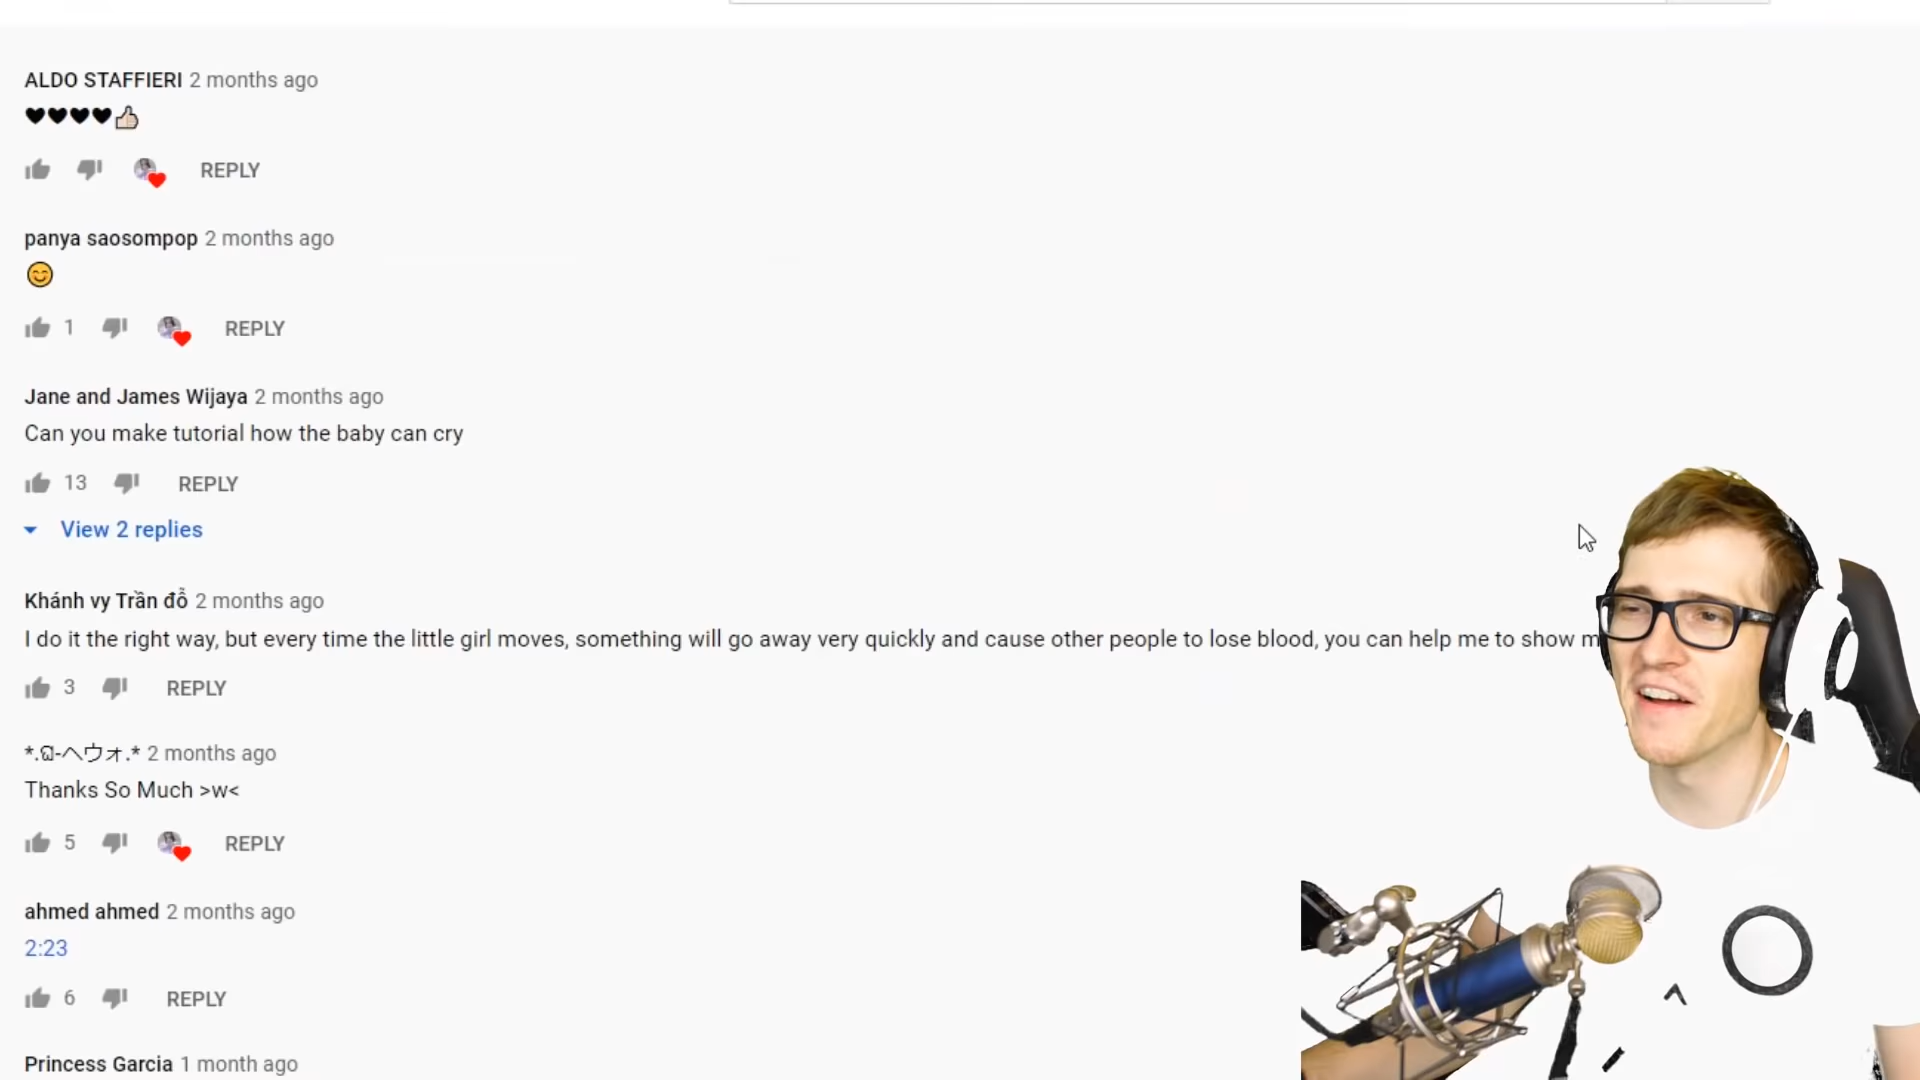 ALDO STAFFIERI 2 months ago
🖤🖤🖤🖤👍🏻
REPLY
panya saosompop 2 months ago
😊
1 REPLY
Jane and James Wijaya 2 months ago
Can you make tutorial how the baby can cry
13 REPLY
View 2 replies
Khánh vy Trần đỗ 2 months ago
I do it the right way, but every time the little girl moves, something will go away very quickly and cause other people to lose blood, you can help me to show
3 REPLY
2 months ago
Thanks So Much >w<
5 REPLY
ahmed ahmed 2 months ago
2:23
6 REPLY
Princess Garcia 1 month ago